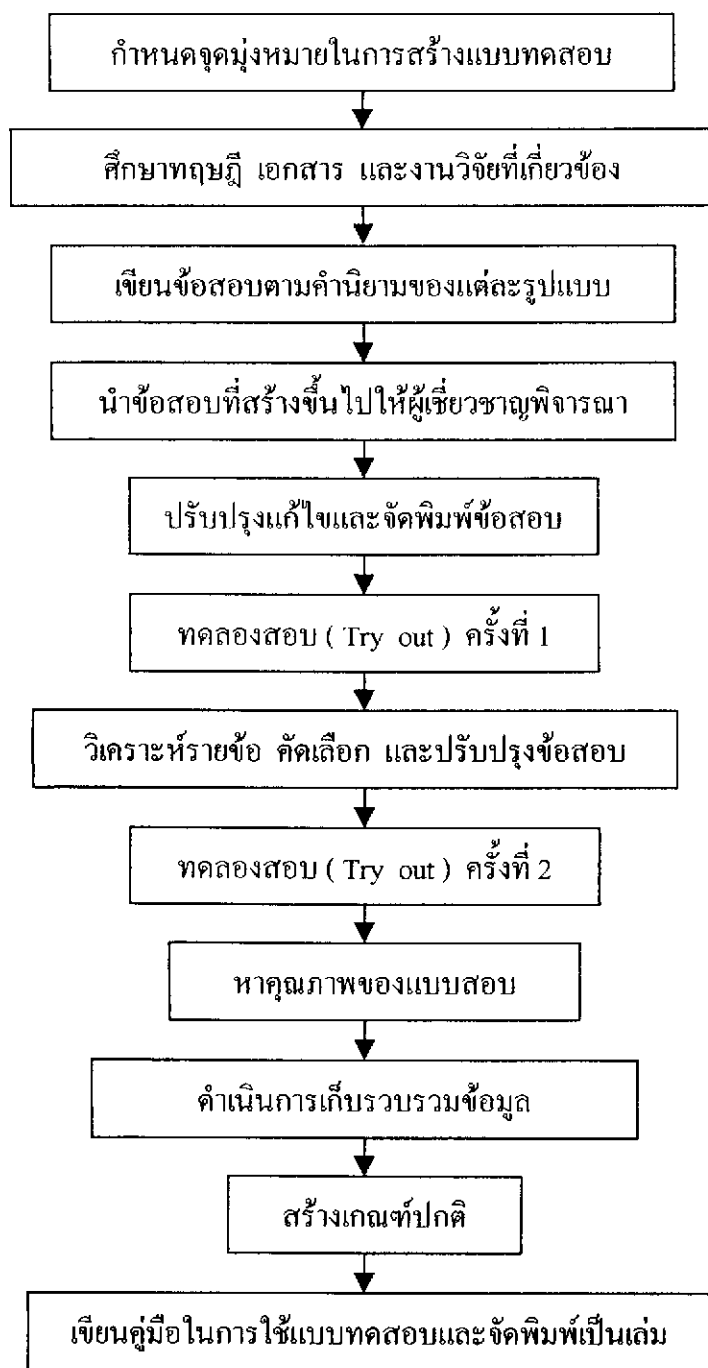 กำหนดจุดมุ่งหมายในการสร้างแบบทดสอบ
ศึกษาทฤษฎี เอกสาร และงานวิจัยที่เกี่ยวข้อง
เขียนข้อสอบตามคำนิยามของแต่ละรูปแบบ
นำข้อสอบที่สร้างขึ้นไปให้ผู้เชี่ยวชาญพิจารณา
ปรับปรุงแก้ไขและจัดพิมพ์ข้อสอบ
ทดลองสอบ ( Try out ) ครั้งที่ 1
วิเคราะห์รายข้อ คัดเลือก และปรับปรุงข้อสอบ
ทดลองสอบ ( Try out ) ครั้งที่ 2
หาคุณภาพของแบบสอบ
ดำเนินการเก็บรวบรวมข้อมูล
สร้างเกณฑ์ปกติ
เขียนคู่มือในการใช้แบบทดสอบและจัดพิมพ์เป็นเล่ม